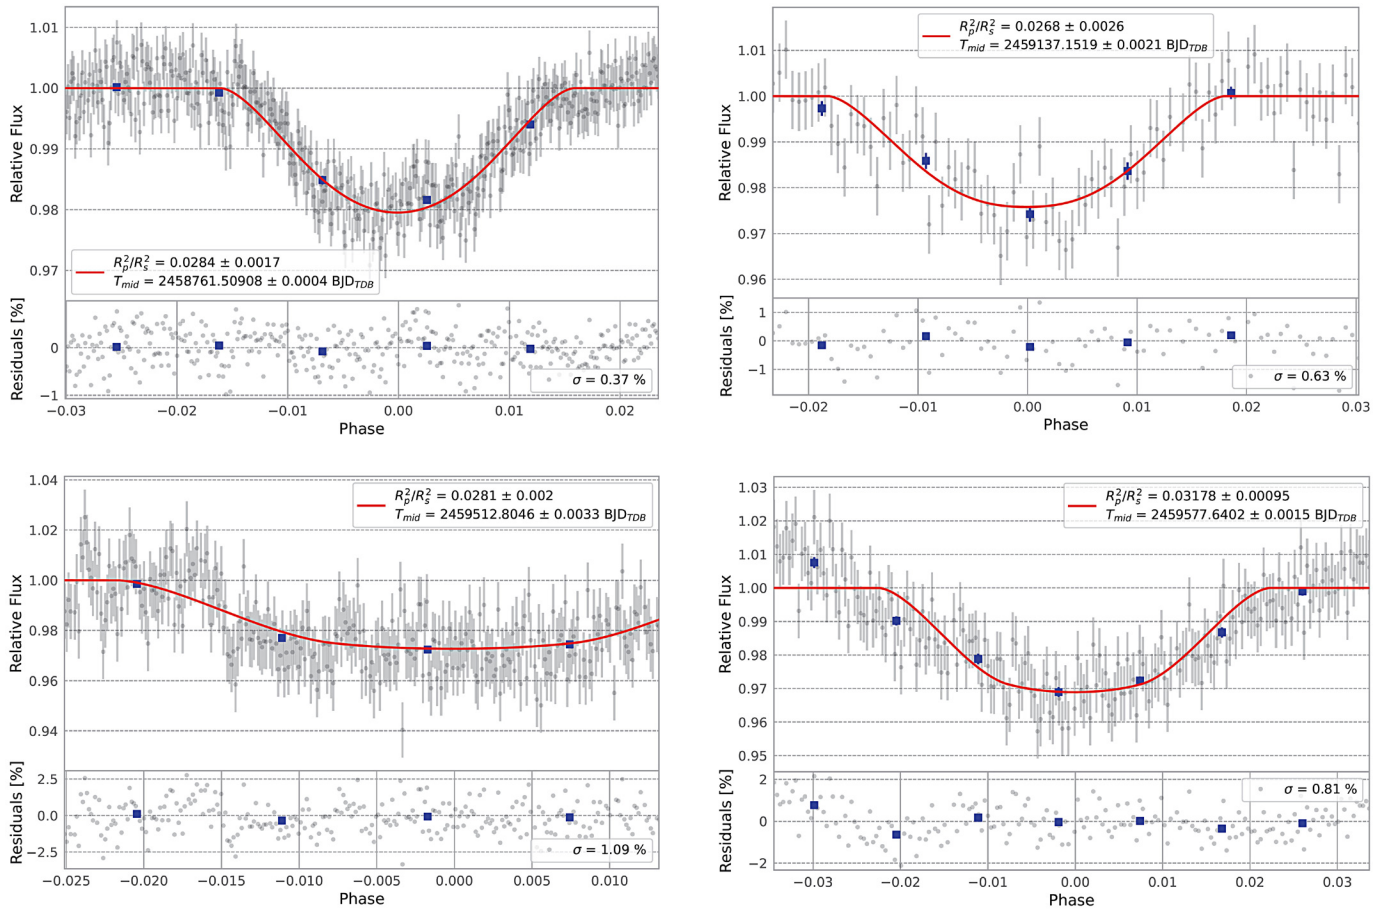 1.01
1.00
0.99
0.98
0.97
Relative Flux
R_p^2/R_s^2 = 0.0284 ± 0.0017
T_mid = 2458761.50908 ± 0.0004 BJD_TDB
Residuals [%]
0
−1
σ = 0.37 %
−0.03 −0.02 −0.01 0.00 0.01 0.02
Phase
R_p^2/R_s^2 = 0.0268 ± 0.0026
T_mid = 2459137.1519 ± 0.0021 BJD_TDB
1.01
1.00
0.99
0.98
0.97
0.96
Relative Flux
Residuals [%]
1
0
−1
σ = 0.63 %
−0.02 −0.01 0.00 0.01 0.02 0.03
Phase
R_p^2/R_s^2 = 0.0281 ± 0.002
T_mid = 2459512.8046 ± 0.0033 BJD_TDB
1.04
1.02
1.00
0.98
0.96
0.94
Relative Flux
Residuals [%]
2.5
0.0
−2.5
σ = 1.09 %
−0.025 −0.020 −0.015 −0.010 −0.005 0.000 0.005 0.010
Phase
R_p^2/R_s^2 = 0.03178 ± 0.00095
T_mid = 2459577.6402 ± 0.0015 BJD_TDB
1.03
1.02
1.01
1.00
0.99
0.98
0.97
0.96
0.95
Relative Flux
Residuals [%]
2
0
−2
σ = 0.81 %
−0.03 −0.02 −0.01 0.00 0.01 0.02 0.03
Phase